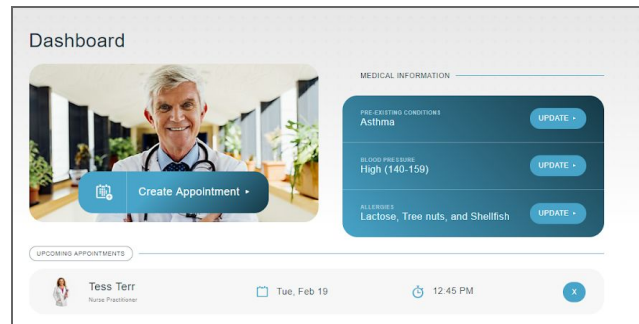 Dashboard
MEDICAL INFORMATION
PRE-EXISTING CONDITIONS
Asthma
UPDATE
BLOOD PRESSURE
High (140-159)
UPDATE
ALLERGIES
Lactose, Tree nuts, and Shellfish
UPDATE
Create Appointment
UPCOMING APPOINTMENTS
Tess Terr
Nurse Practitioner
Tue, Feb 19
12:45 PM
X